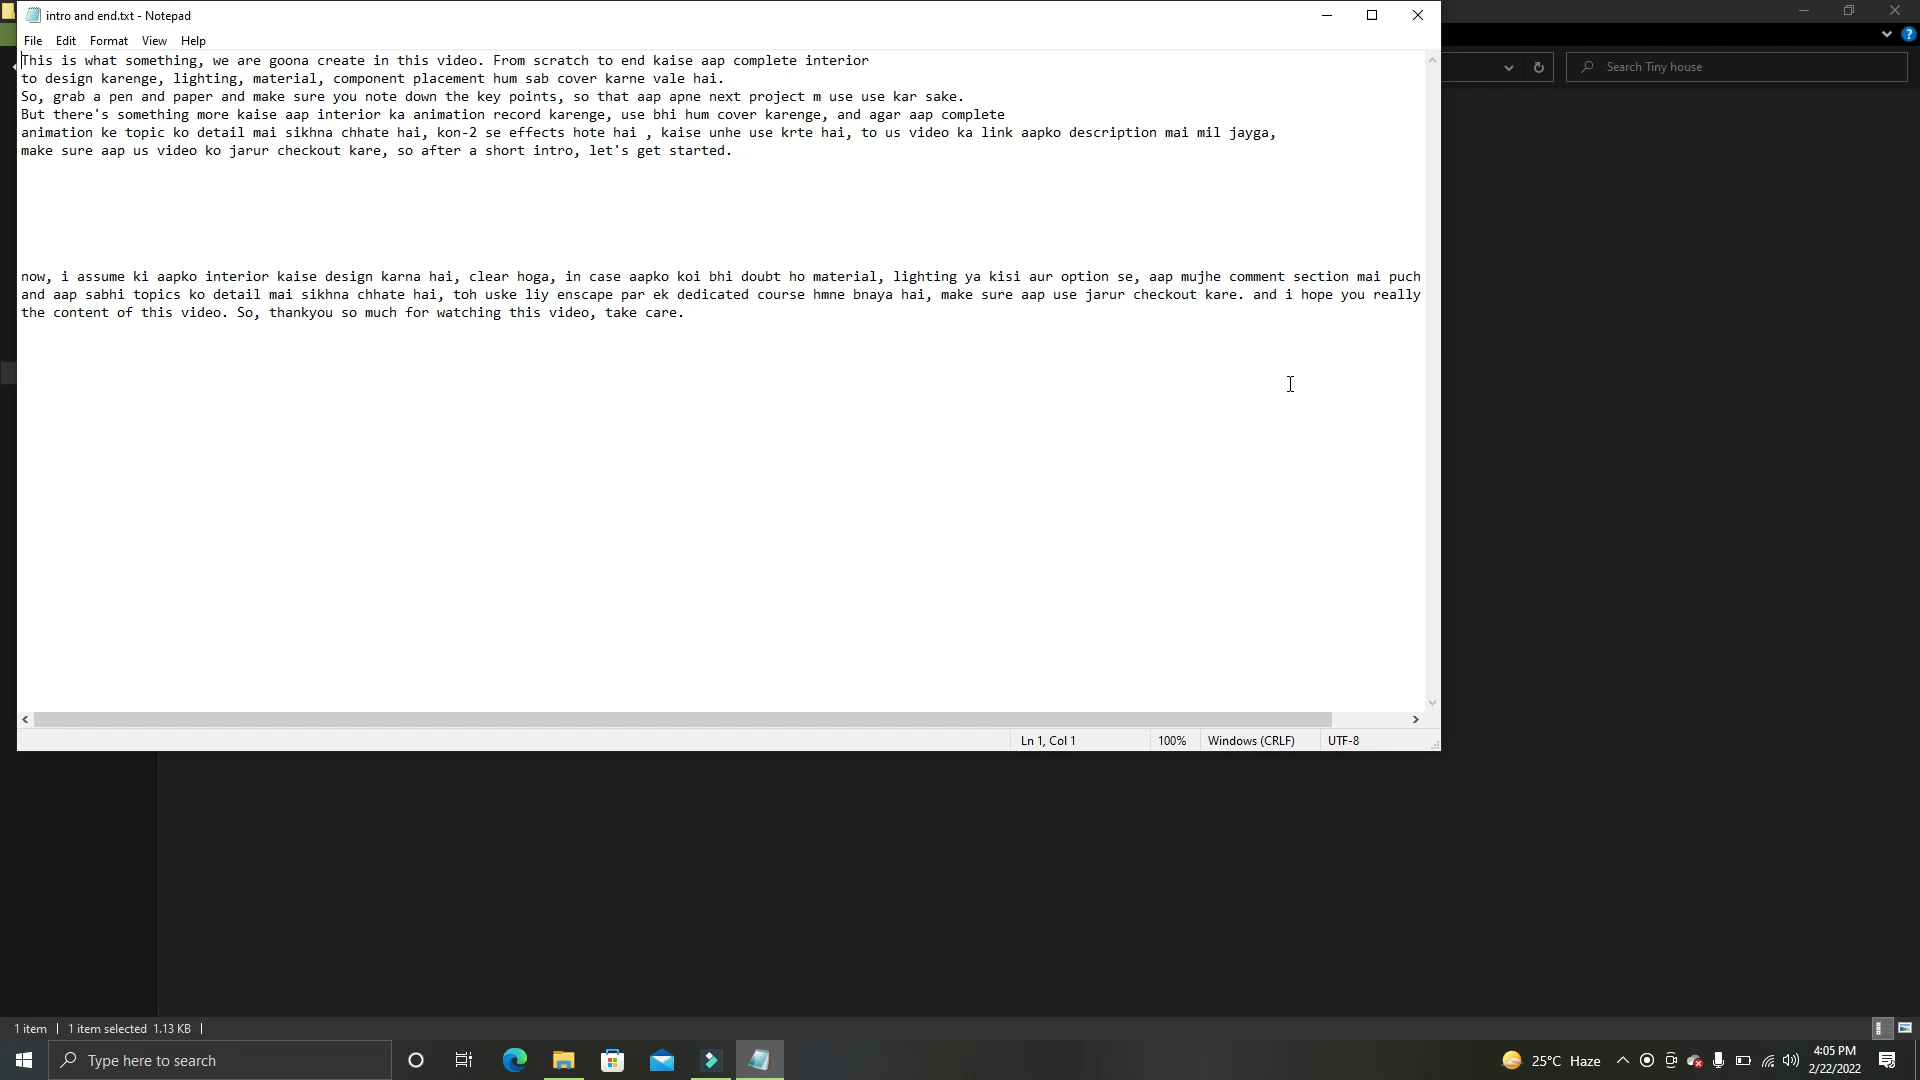 intro and end.txt - Notepad
File Edit Format View Help
This is what something, we are goona create in this video. From scratch to end kaise aap complete interior
to design karenge, lighting, material, component placement hum sab cover karne vale hai.
So, grab a pen and paper and make sure you note down the key points, so that aap apne next project m use use kar sake.
But there's something more kaise aap interior ka animation record karenge, use bhi hum cover karenge, and agar aap complete
animation ke topic ko detail mai sikhna chhate hai, kon-2 se effects hote hai , kaise unhe use krte hai, to us video ka link aapko description mai mil jayga,
make sure aap us video ko jarur checkout kare, so after a short intro, let's get started.
now, i assume ki aapko interior kaise design karna hai, clear hoga, in case aapko koi bhi doubt ho material, lighting ya kisi aur option se, aap mujhe comment section mai puch
and aap sabhi topics ko detail mai sikhna chhate hai, toh uske liy enscape par ek dedicated course hmne bnaya hai, make sure aap use jarur checkout kare. and i hope you really
the content of this video. So, thankyou so much for watching this video, take care.
Ln 1, Col 1 100% Windows (CRLF) UTF-8
Search Tiny house
1 item 1 item selected 1.13 KB
Type here to search
25°C Haze
4:05 PM
2/22/2022